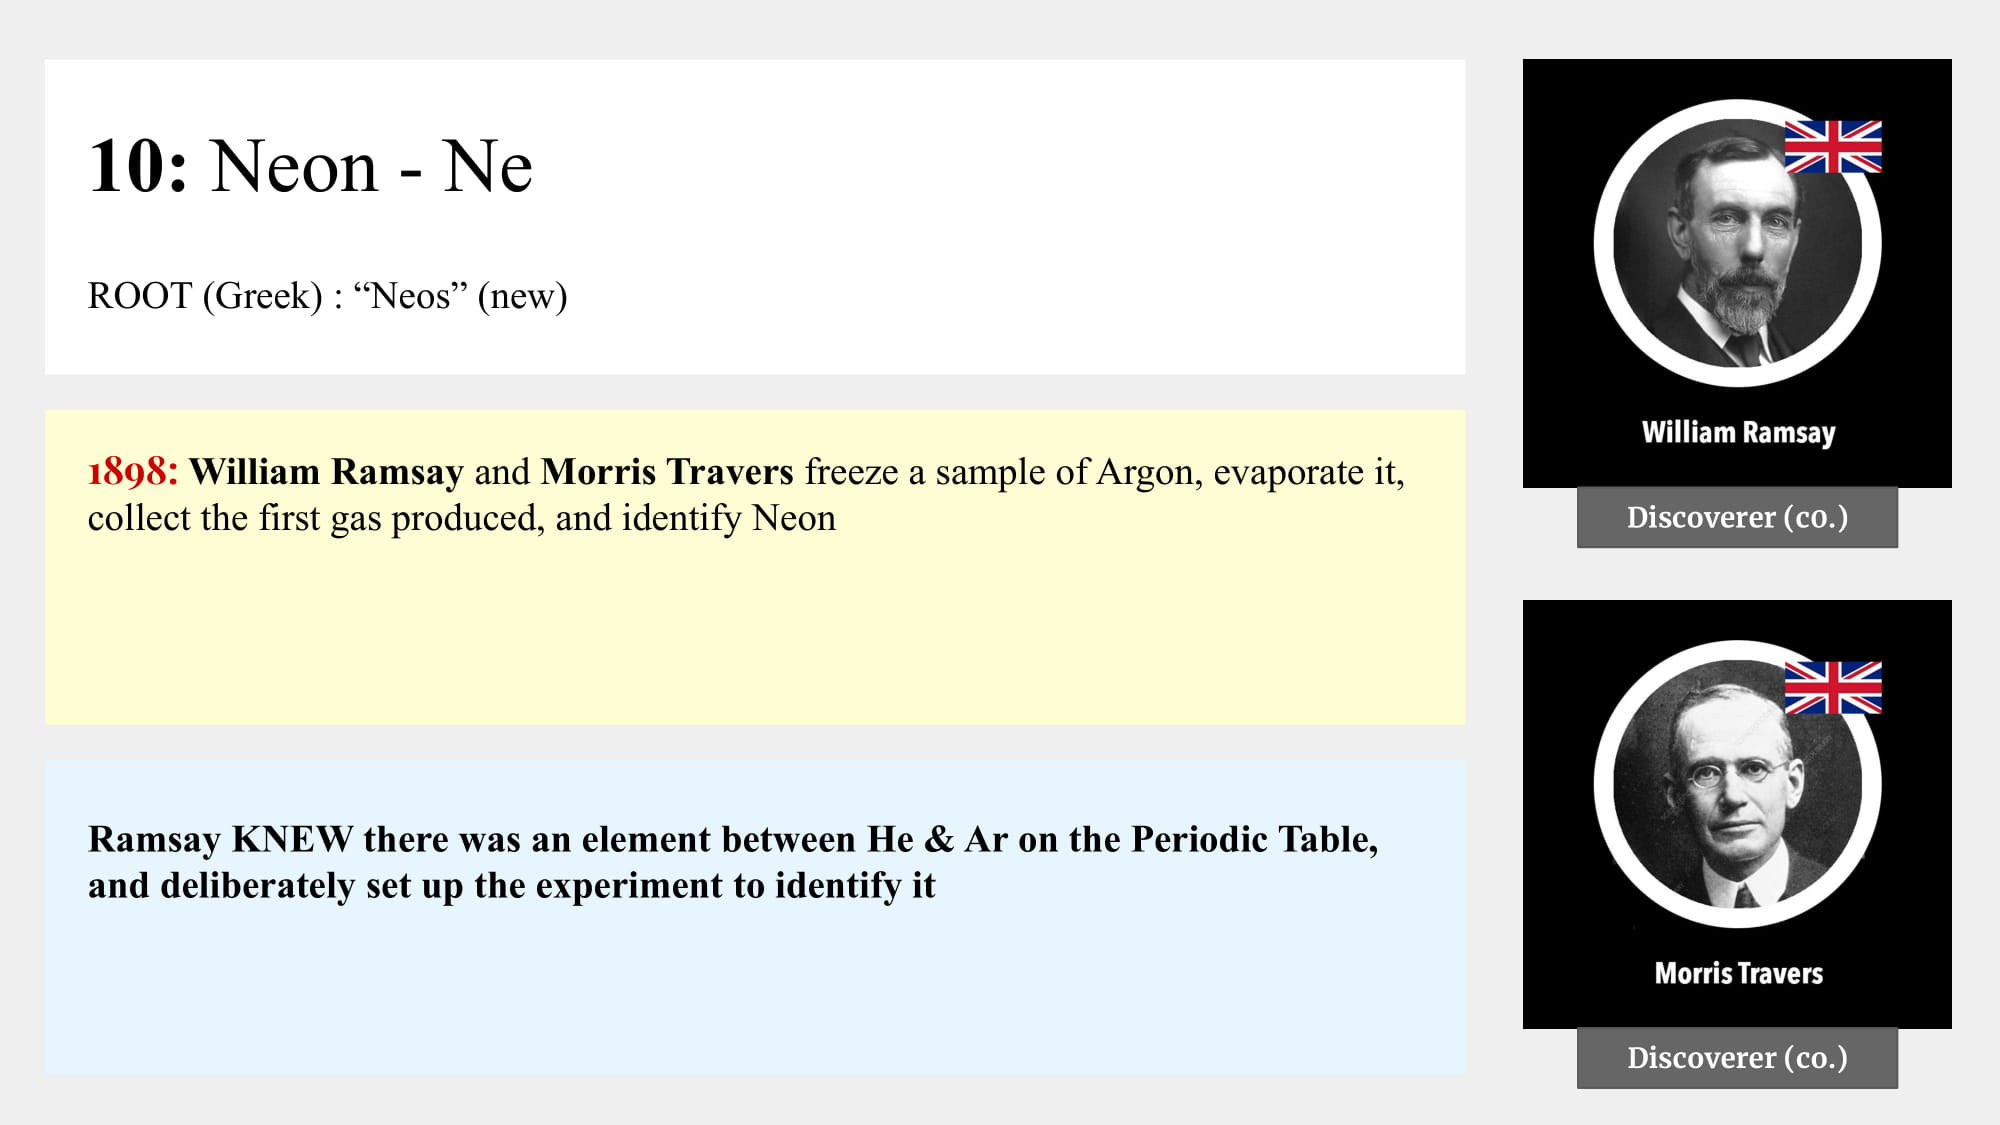 10: Neon - Ne
ROOT (Greek) : “Neos” (new)
1898: William Ramsay and Morris Travers freeze a sample of Argon, evaporate it,
collect the first gas produced, and identify Neon
Ramsay KNEW there was an element between He & Ar on the Periodic Table,
and deliberately set up the experiment to identify it
William Ramsay
Discoverer (co.)
Morris Travers
Discoverer (co.)